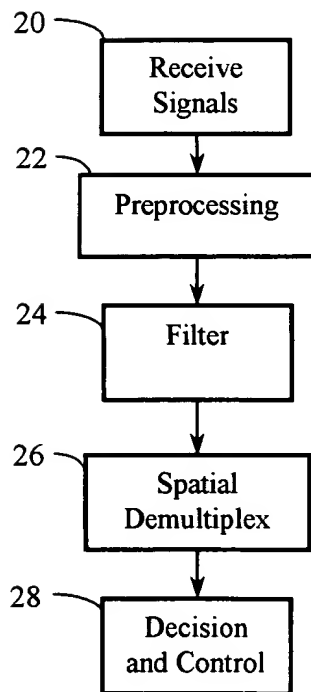 20
Receive
Signals
22
Preprocessing
24
Filter
26
Spatial
Demultiplex
28
Decision
and Control